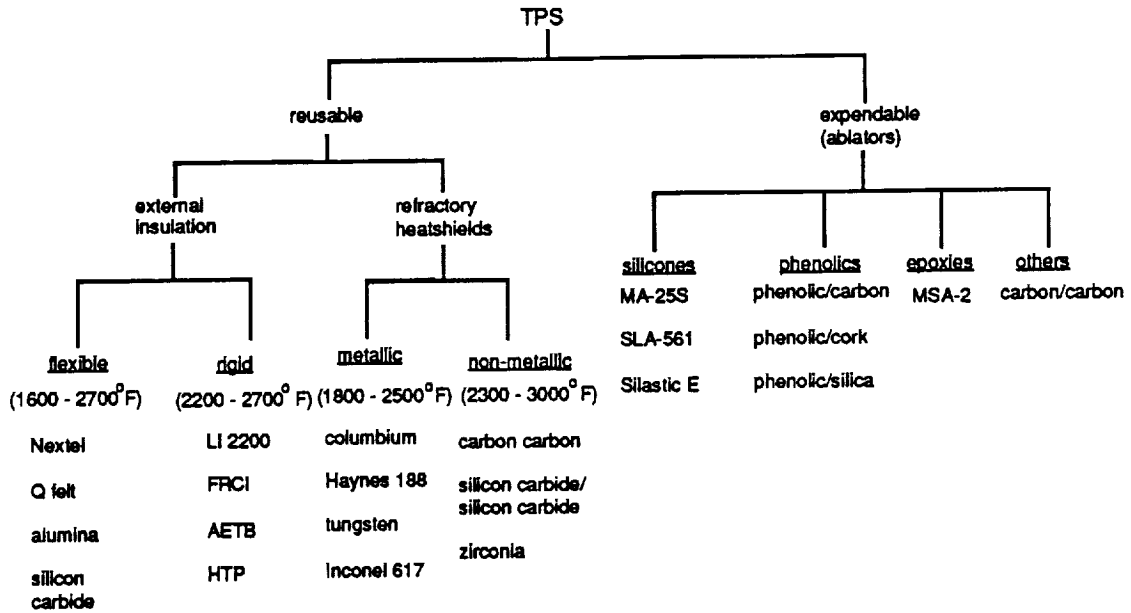 TPS
reusable
expendable
(ablators)
external
insulation
refractory
heatshields
silicones
MA-25S
SLA-561
Silastic E
phenolics
phenolic/carbon
phenolic/cork
phenolic/silica
epoxies
MSA-2
others
carbon/carbon
flexible
(1600 - 2700°F)
Nextel
Q felt
alumina
silicon
carbide
rigid
(2200 - 2700°F)
LI 2200
FRCI
AETB
HTP
metallic
(1800 - 2500°F)
columbium
Haynes 188
tungsten
Inconel 617
non-metallic
(2300 - 3000°F)
carbon carbon
silicon carbide/
silicon carbide
zirconia